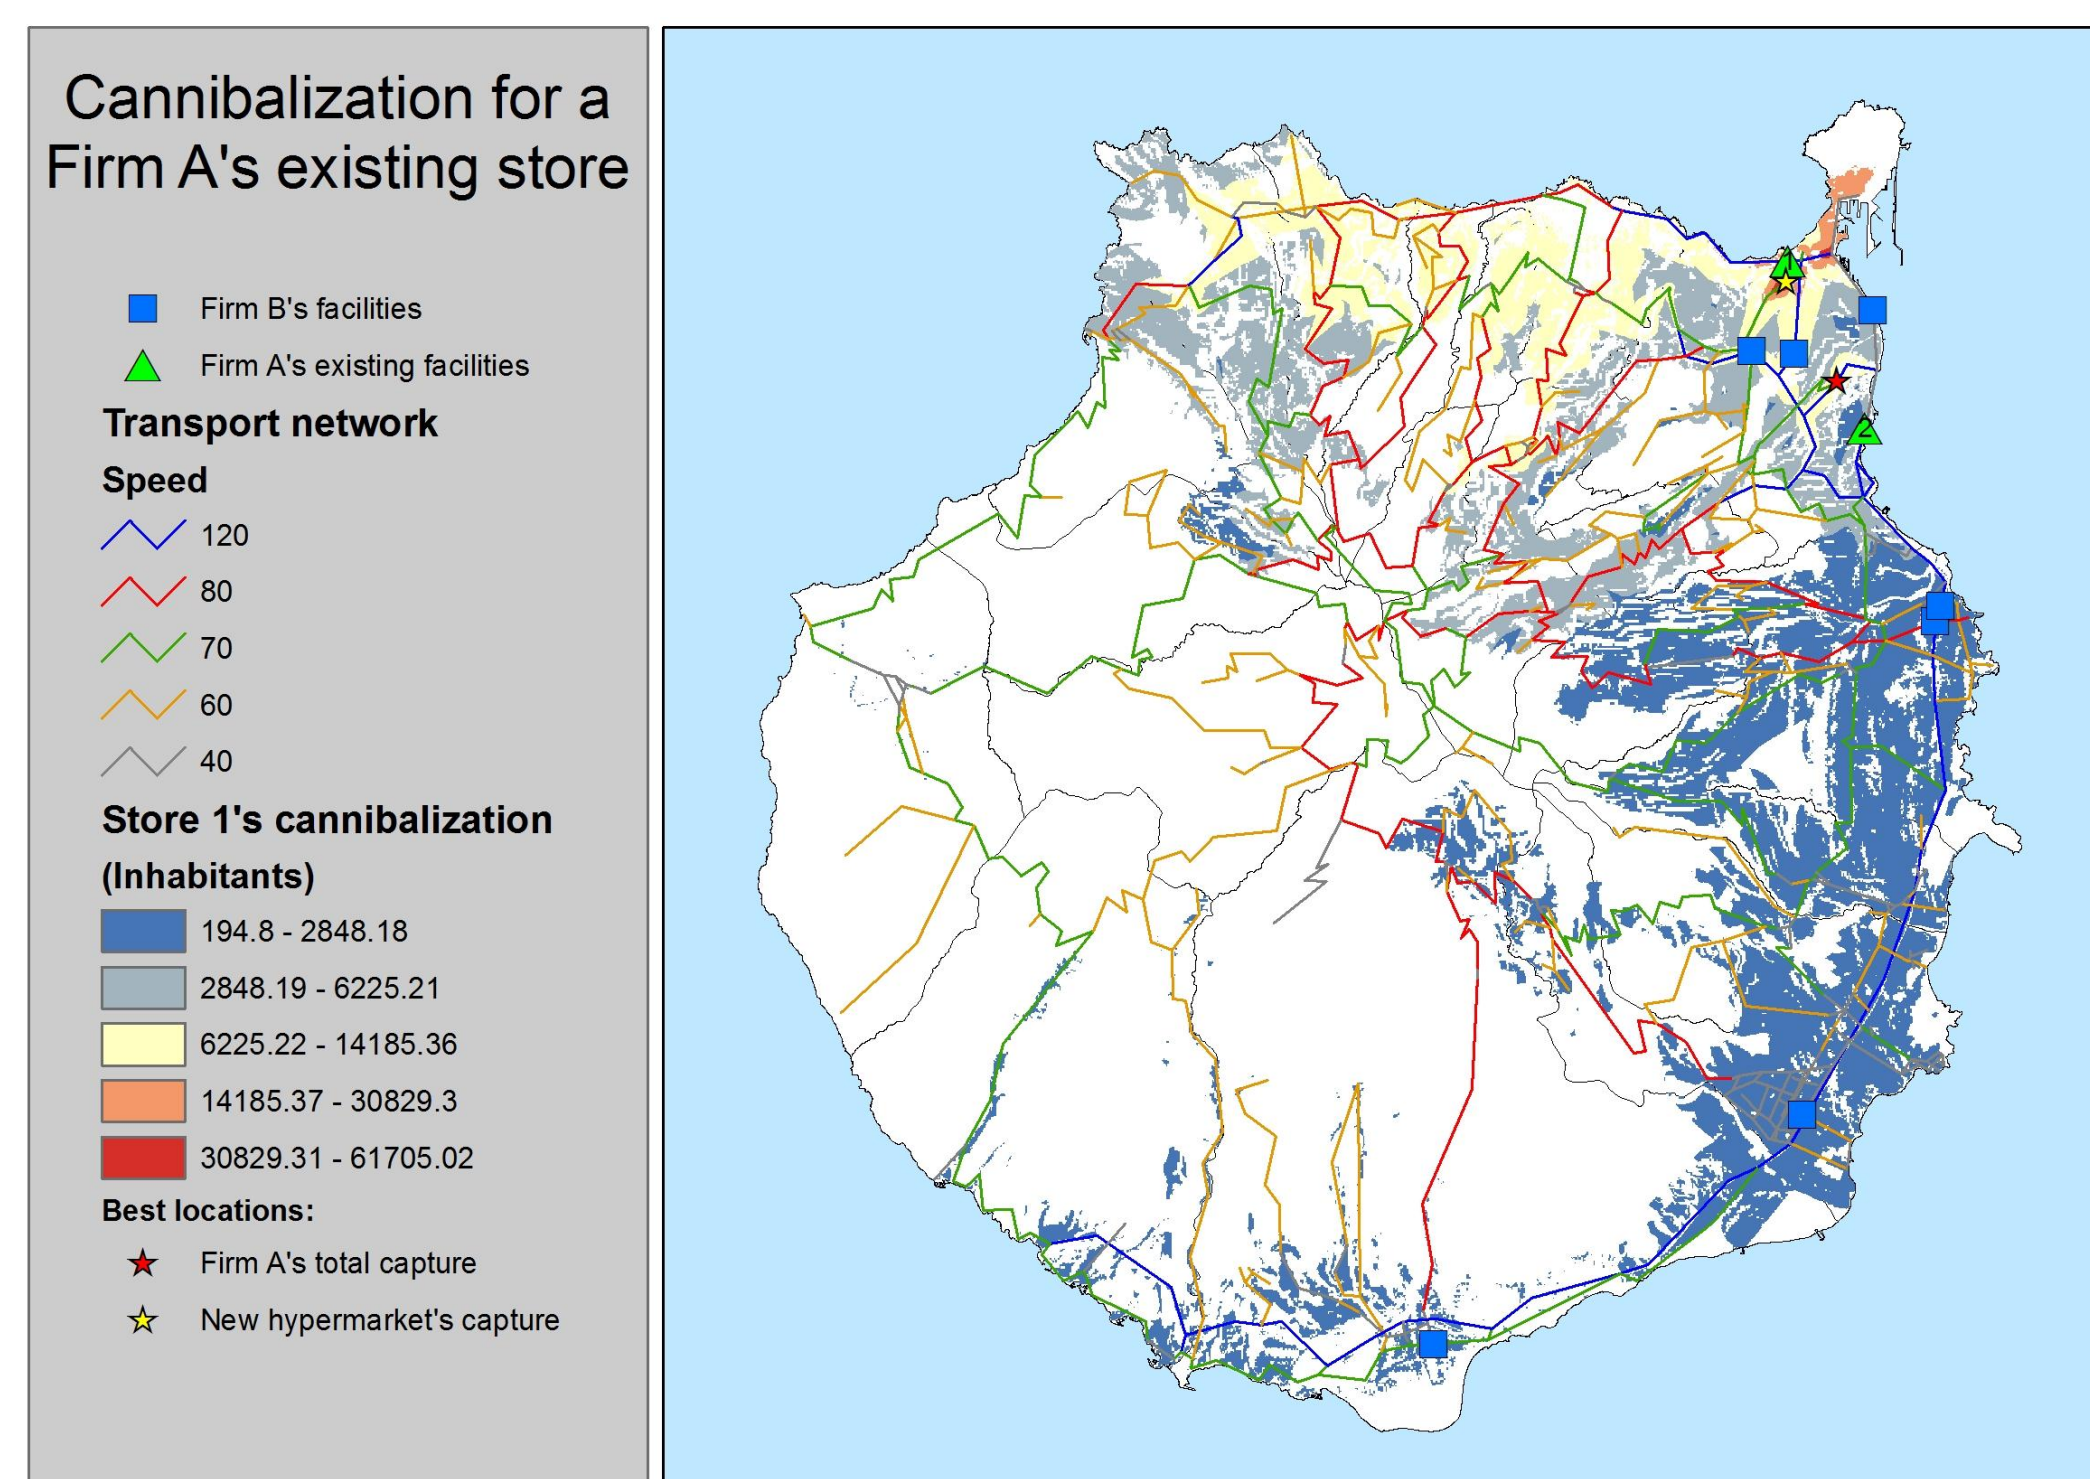 Cannibalization for a
Firm A's existing store
Firm B's facilities
Firm A's existing facilities
Transport network
Speed
120
80
70
60
40
Store 1's cannibalization
(Inhabitants)
194.8 - 2848.18
2848.19 - 6225.21
6225.22 - 14185.36
14185.37 - 30829.3
30829.31 - 61705.02
Best locations:
Firm A's total capture
New hypermarket's capture
1
2